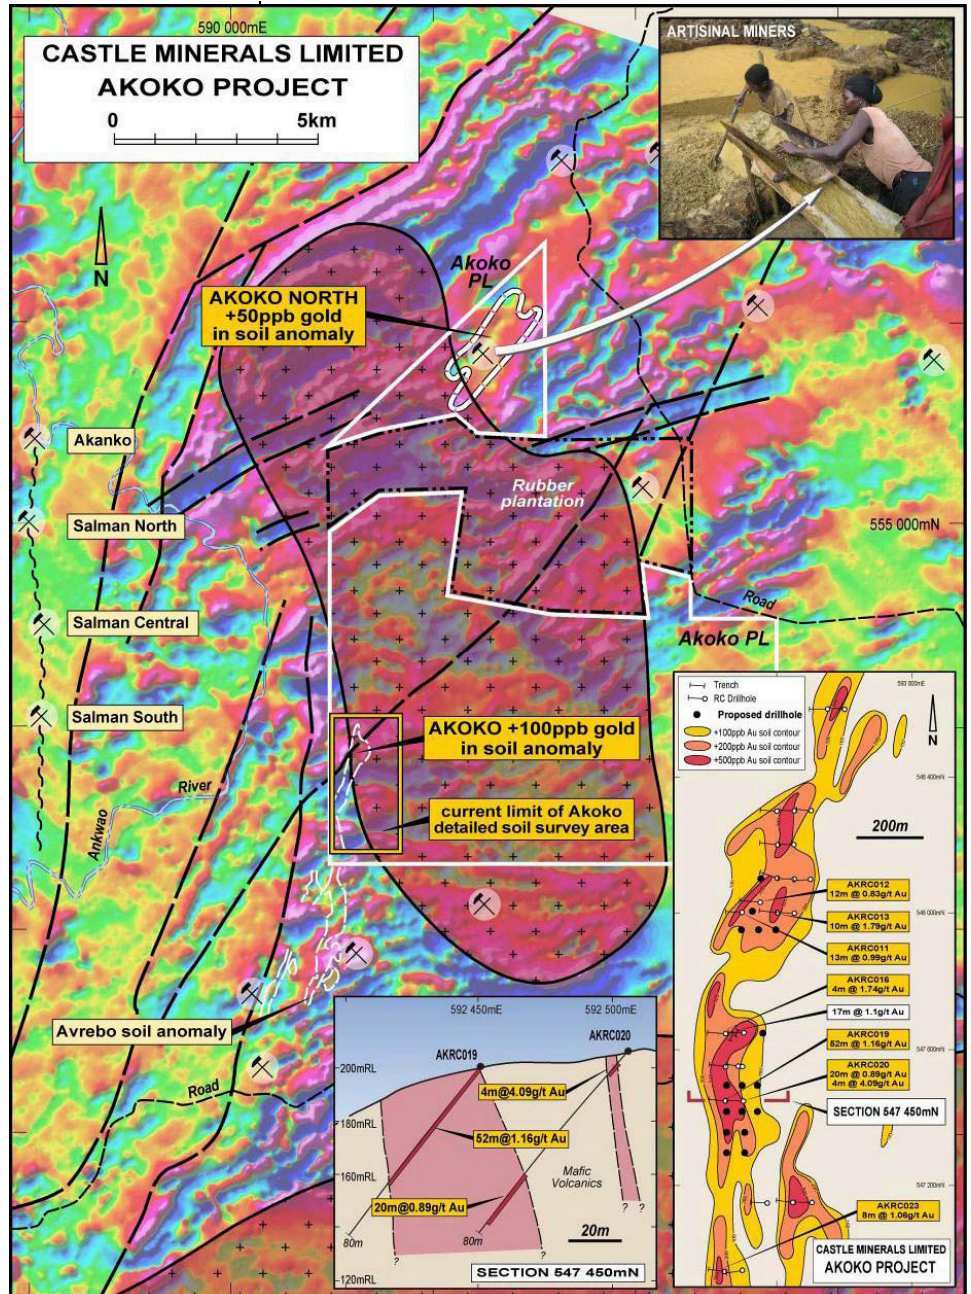 590 000mE
CASTLE MINERALS LIMITED
AKOKO PROJECT
0 5km
N
ARTISINAL MINERS
Akoko
PL
AKOKO NORTH
+50ppb gold
in soil anomaly
Akanko
Salman North
Salman Central
Salman South
Rubber
plantation
555 000mN
Road
Akoko PL
AKOKO +100ppb gold
in soil anomaly
current limit of Akoko
detailed soil survey area
River
Ankwao
Avrebo soil anomaly
Road
592 450mE
592 500mE
AKRC019
AKRC020
200mRL
180mRL
160mRL
120mRL
4m@4.09g/t Au
52m@1.16g/t Au
20m@0.89g/t Au
Mafic
Volcanics
80m
80m
?
?
?
?
20m
SECTION 547 450mN
Trench
RC Drillhole
Proposed drillhole
+100ppb Au soil contour
+200ppb Au soil contour
+500ppb Au soil contour
N
548 400mN
200m
AKRC012
12m @ 0.83g/t Au
548 000mN
AKRC013
10m @ 1.79g/t Au
AKRC011
13m @ 0.99g/t Au
AKRC016
4m @ 1.74g/t Au
17m @ 1.1g/t Au
547 600mN
AKRC019
52m @ 1.16g/t Au
AKRC020
20m @ 0.89g/t Au
4m @ 4.09g/t Au
SECTION 547 450mN
547 200mN
AKRC023
8m @ 1.06g/t Au
CASTLE MINERALS LIMITED
AKOKO PROJECT